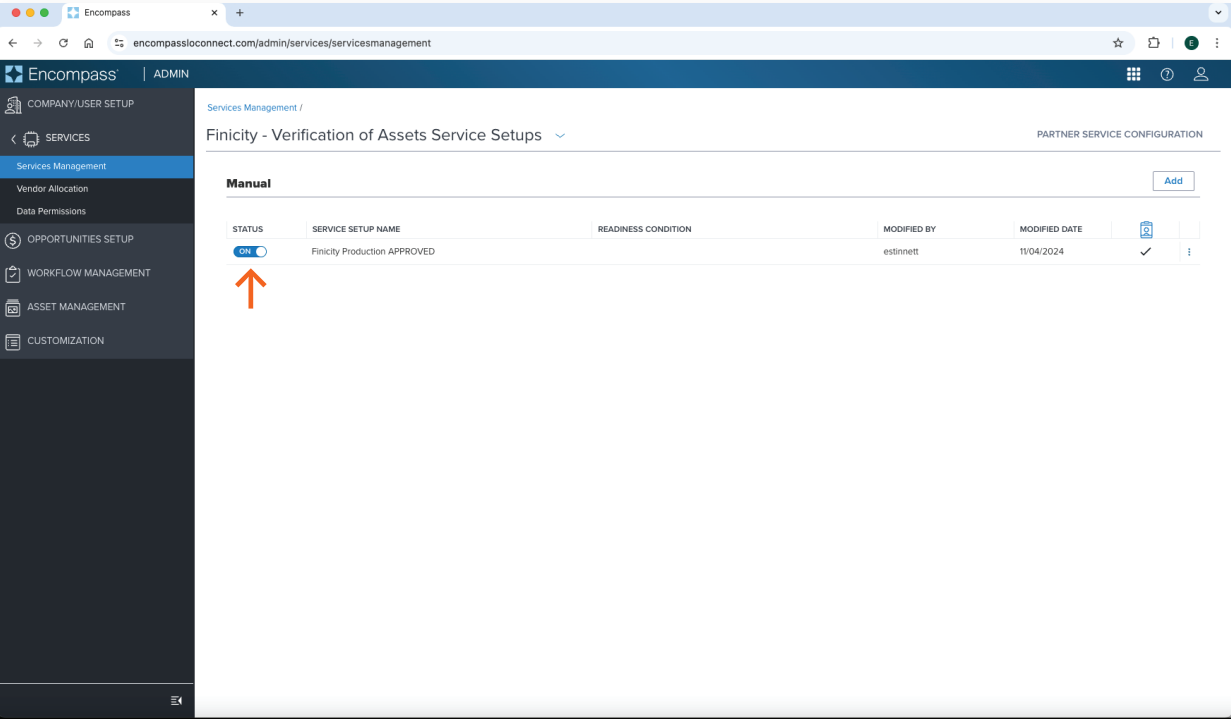 Encompass
encompassloconnect.com/admin/services/servicesmanagement
E
Encompass | ADMIN
COMPANY/USER SETUP
SERVICES
Services Management
Vendor Allocation
Data Permissions
OPPORTUNITIES SETUP
WORKFLOW MANAGEMENT
ASSET MANAGEMENT
CUSTOMIZATION
Services Management /
Finicity - Verification of Assets Service Setups
PARTNER SERVICE CONFIGURATION
Manual
Add
STATUS SERVICE SETUP NAME READINESS CONDITION MODIFIED BY MODIFIED DATE
ON Finicity Production APPROVED estinnett 11/04/2024